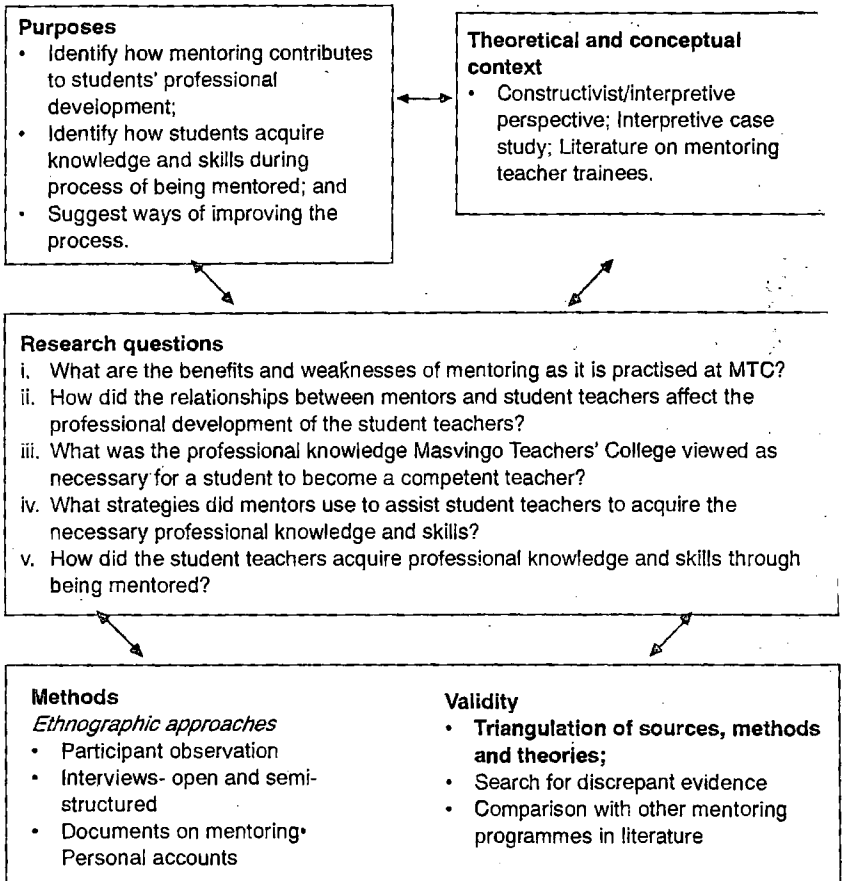 Purposes
• Identify how mentoring contributes
to students' professional
development;
• Identify how students acquire
knowledge and skills during
process of being mentored; and
• Suggest ways of improving the
process.
Theoretical and conceptual
context
• Constructivist/interpretive
perspective; Interpretive case
study; Literature on mentoring
teacher trainees.
Research questions
i. What are the benefits and weaknesses of mentoring as it is practised at MTC?
ii. How did the relationships between mentors and student teachers affect the
professional development of the student teachers?
iii. What was the professional knowledge Masvingo Teachers' College viewed as
necessary for a student to become a competent teacher?
iv. What strategies did mentors use to assist student teachers to acquire the
necessary professional knowledge and skills?
v. How did the student teachers acquire professional knowledge and skills through
being mentored?
Methods
Ethnographic approaches
• Participant observation
• Interviews- open and semi-
structured
• Documents on mentoring•
Personal accounts
Validity
• Triangulation of sources, methods
and theories;
• Search for discrepant evidence
• Comparison with other mentoring
programmes in literature